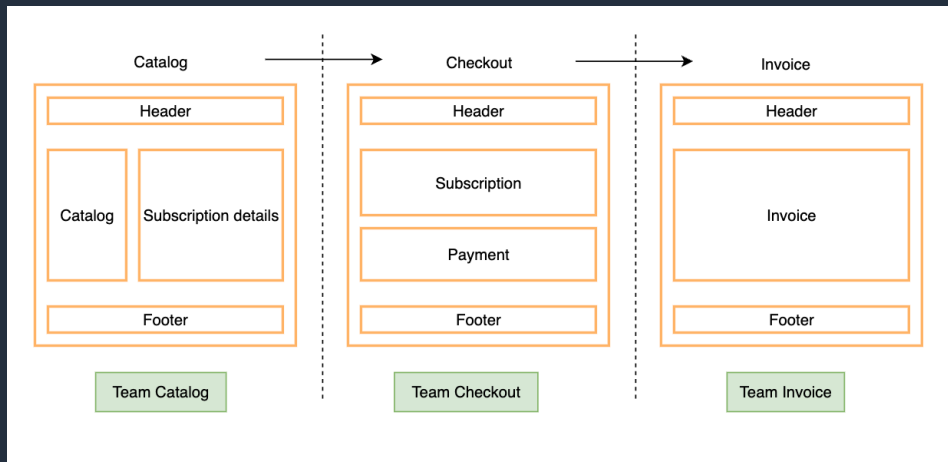 Catalog
Checkout
Invoice
Header
Catalog
Subscription details
Footer
Header
Subscription
Payment
Footer
Header
Invoice
Footer
Team Catalog
Team Checkout
Team Invoice